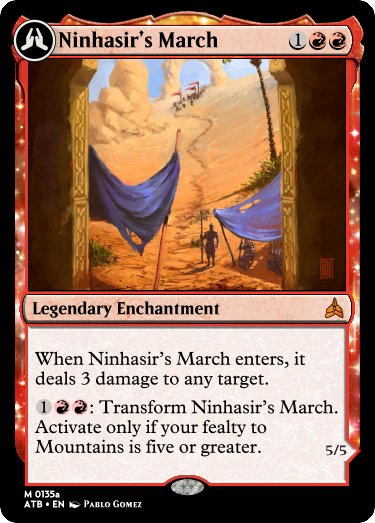 Ninhasir's March 1
Legendary Enchantment
When Ninhasir's March enters, it
deals 3 damage to any target.
1: Transform Ninhasir's March.
Activate only if your fealty to
Mountains is five or greater.
5/5
M 0135a
ATB • EN Pablo Gomez